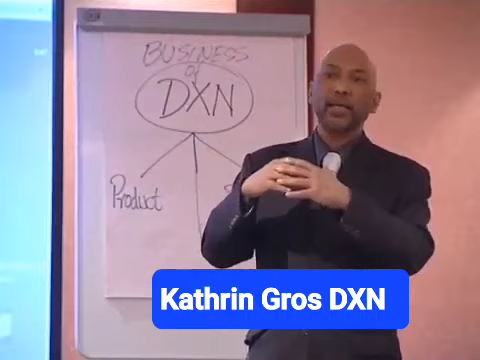 BUSINESS
of
DXN
Product
Kathrin Gros DXN